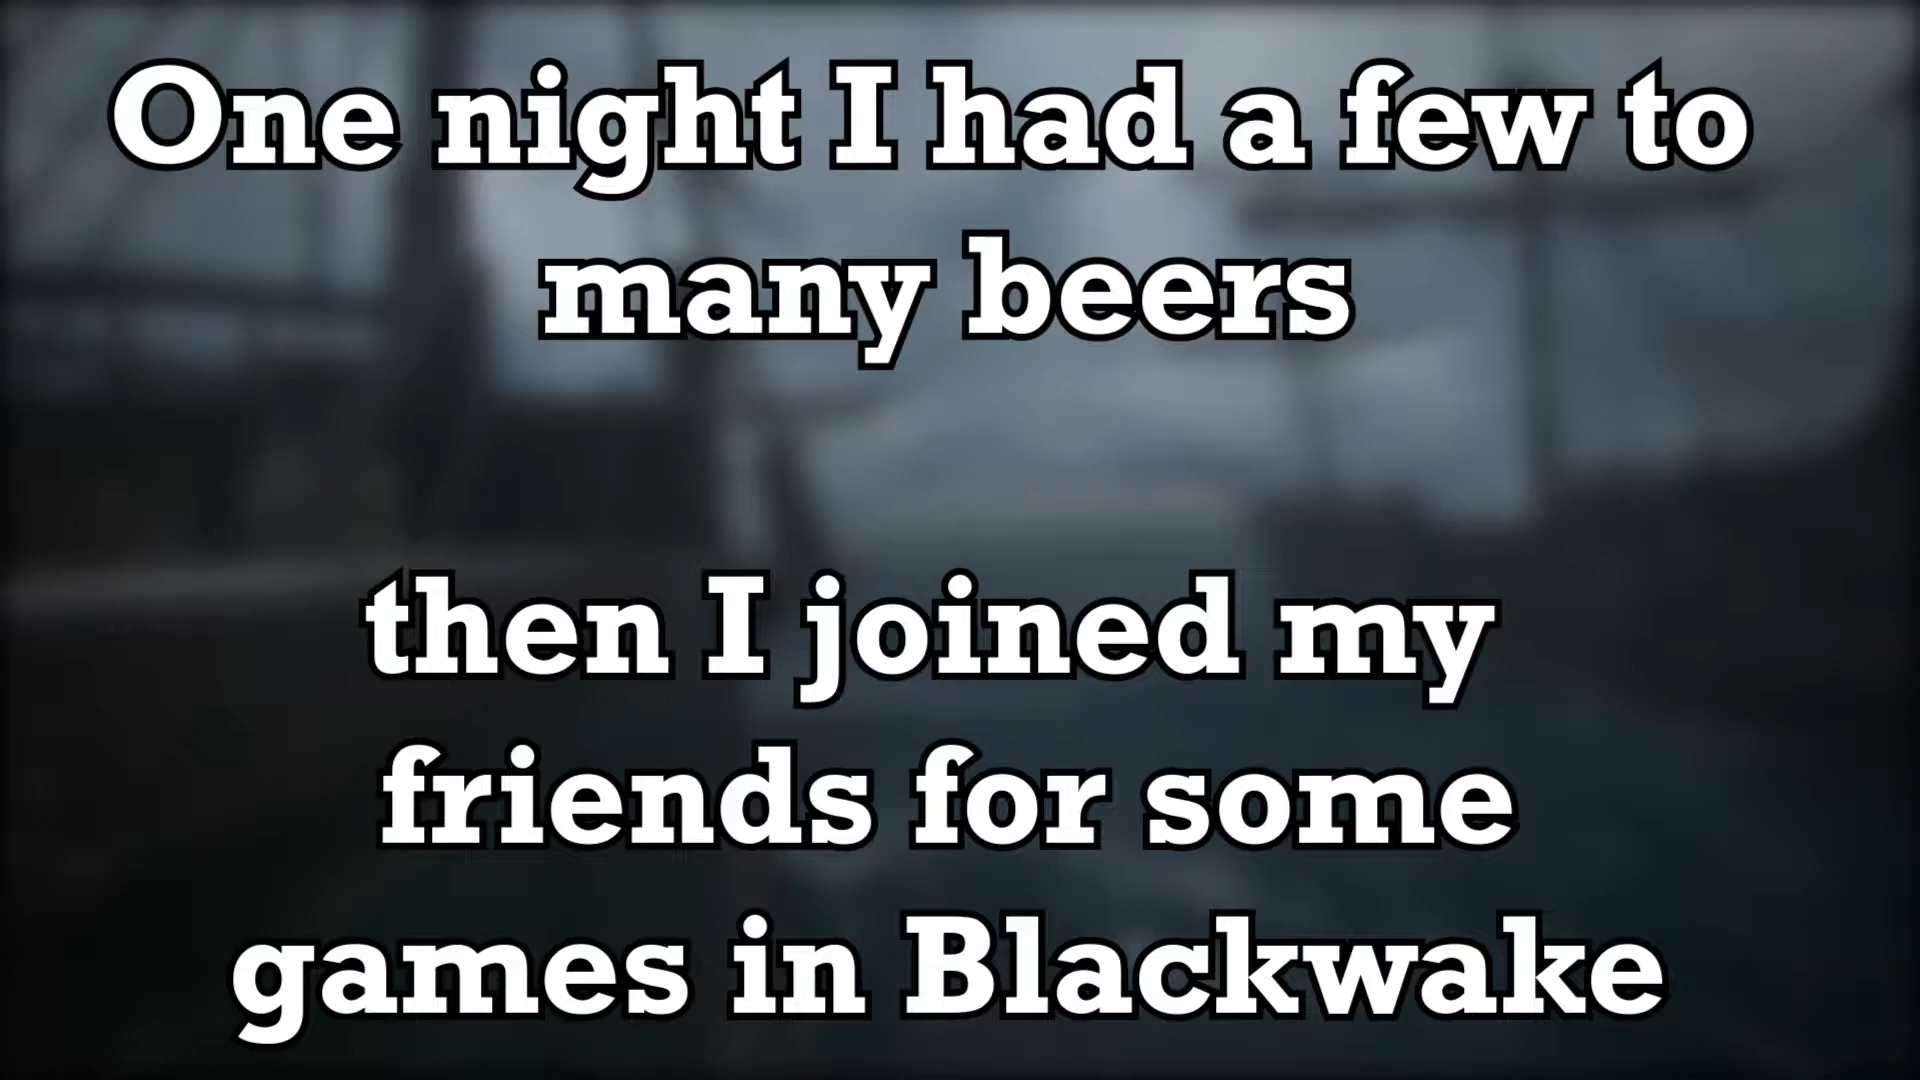 One night I had a few to
many beers
then I joined my
friends for some
games in Blackwake